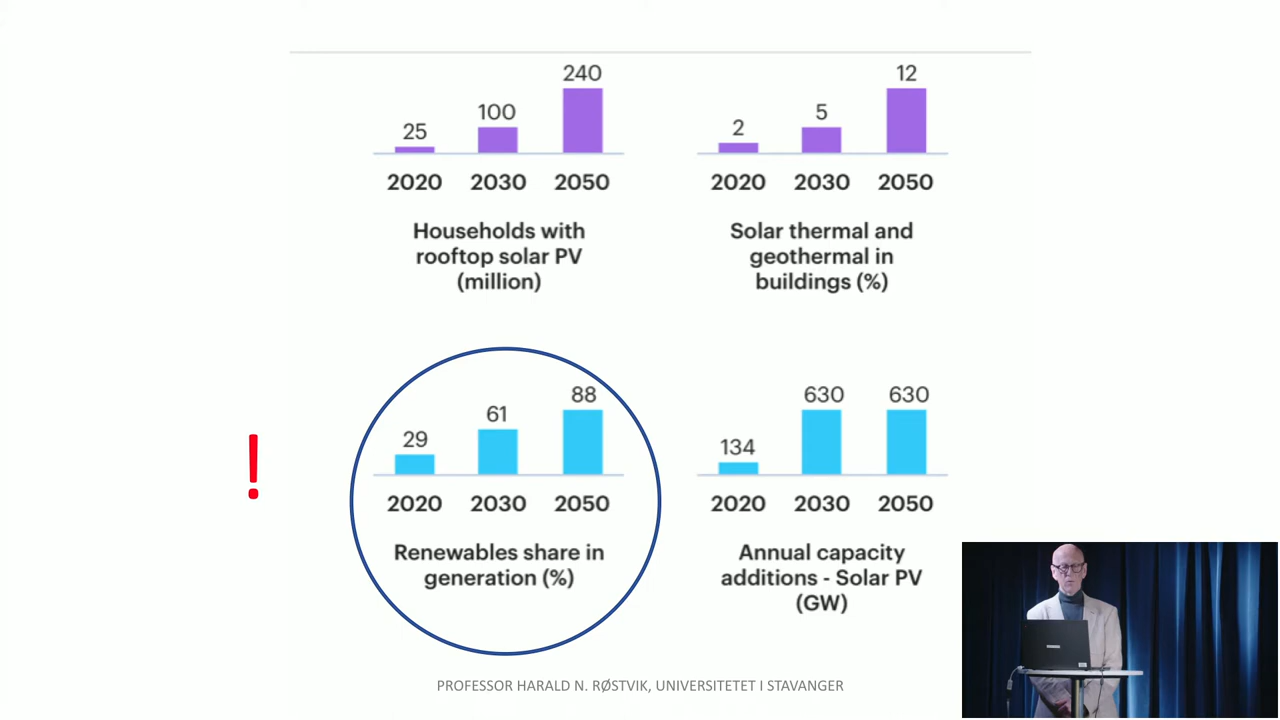 25 100 240
2020 2030 2050
Households with
rooftop solar PV
(million)
2 5 12
2020 2030 2050
Solar thermal and
geothermal in
buildings (%)
!
29 61 88
2020 2030 2050
Renewables share in
generation (%)
134 630 630
2020 2030 2050
Annual capacity
additions - Solar PV
(GW)
PROFESSOR HARALD N. RØSTVIK, UNIVERSITETET I STAVANGER